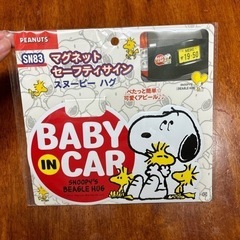 PEANUTS
SN83
マグネット
セーフティサイン
スヌーピー ハグ
ペたっと簡単
可愛くアピール♪♪
BABY
IN
CAR
SNOOPY'S
BEAGLE HUG